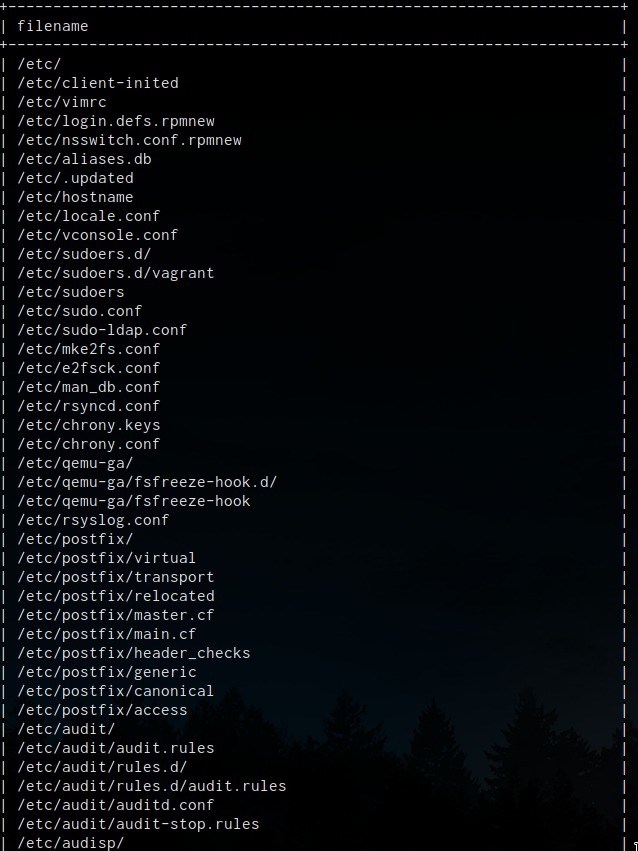 +--------------------------------------------------------------------+
| filename |
+--------------------------------------------------------------------+
| /etc/ |
| /etc/client-inited |
| /etc/vimrc |
| /etc/login.defs.rpmnew |
| /etc/nsswitch.conf.rpmnew |
| /etc/aliases.db |
| /etc/.updated |
| /etc/hostname |
| /etc/locale.conf |
| /etc/vconsole.conf |
| /etc/sudoers.d/ |
| /etc/sudoers.d/vagrant |
| /etc/sudoers |
| /etc/sudo.conf |
| /etc/sudo-ldap.conf |
| /etc/mke2fs.conf |
| /etc/e2fsck.conf |
| /etc/man_db.conf |
| /etc/rsyncd.conf |
| /etc/chrony.keys |
| /etc/chrony.conf |
| /etc/qemu-ga/ |
| /etc/qemu-ga/fsfreeze-hook.d/ |
| /etc/qemu-ga/fsfreeze-hook |
| /etc/rsyslog.conf |
| /etc/postfix/ |
| /etc/postfix/virtual |
| /etc/postfix/transport |
| /etc/postfix/relocated |
| /etc/postfix/master.cf |
| /etc/postfix/main.cf |
| /etc/postfix/header_checks |
| /etc/postfix/generic |
| /etc/postfix/canonical |
| /etc/postfix/access |
| /etc/audit/ |
| /etc/audit/audit.rules |
| /etc/audit/rules.d/ |
| /etc/audit/rules.d/audit.rules |
| /etc/audit/auditd.conf |
| /etc/audit/audit-stop.rules |
| /etc/audisp/ |